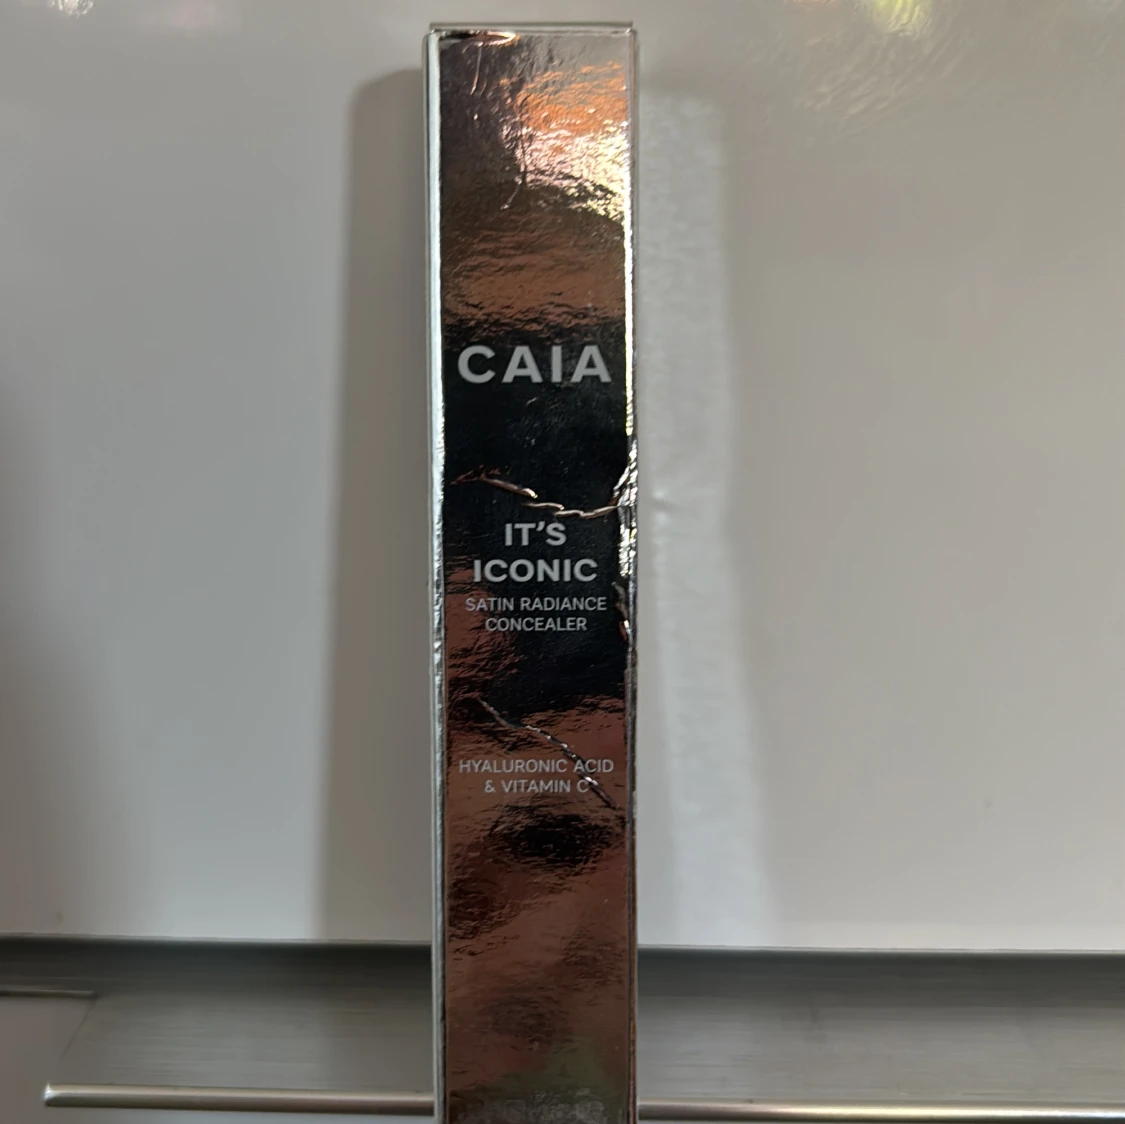 CAIA
IT’S
ICONIC
SATIN RADIANCE
CONCEALER
HYALURONIC ACID
& VITAMIN C